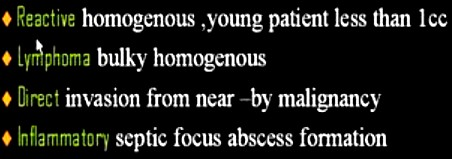 Reactive homogenous ,young patient less than 1cc
Lymphoma bulky homogenous
Direct invasion from near –by malignancy
Inflammatory septic focus abscess formation